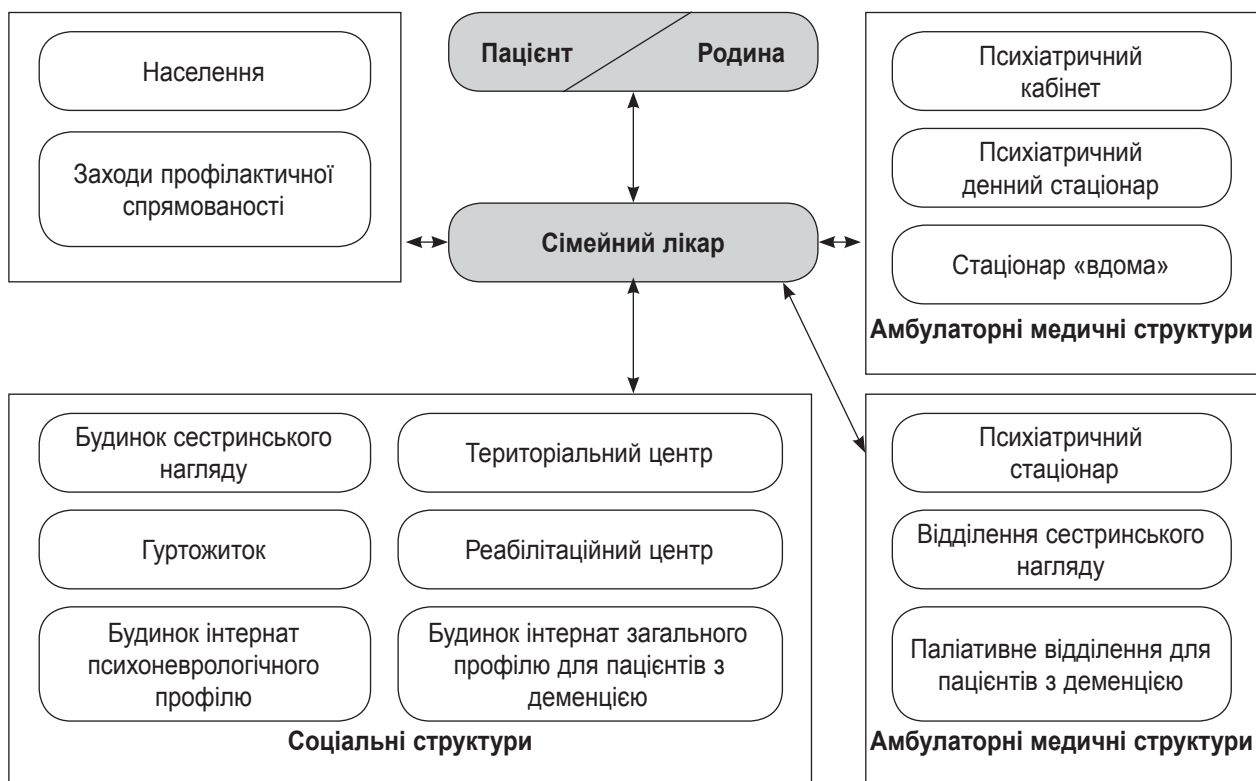 Населення
Заходи профілактичної
спрямованості
Пацієнт
Родина
Сімейний лікар
Психіатричний
кабінет
Психіатричний
денний стаціонар
Стаціонар «вдома»
Амбулаторні медичні структури
Будинок сестринського
нагляду
Територіальний центр
Гуртожиток
Реабілітаційний центр
Будинок інтернат
психоневрологічного
профілю
Будинок інтернат загального
профілю для пацієнтів з
деменцією
Соціальні структури
Психіатричний
стаціонар
Відділення сестринського
нагляду
Паліативне відділення для
пацієнтів з деменцією
Амбулаторні медичні структури